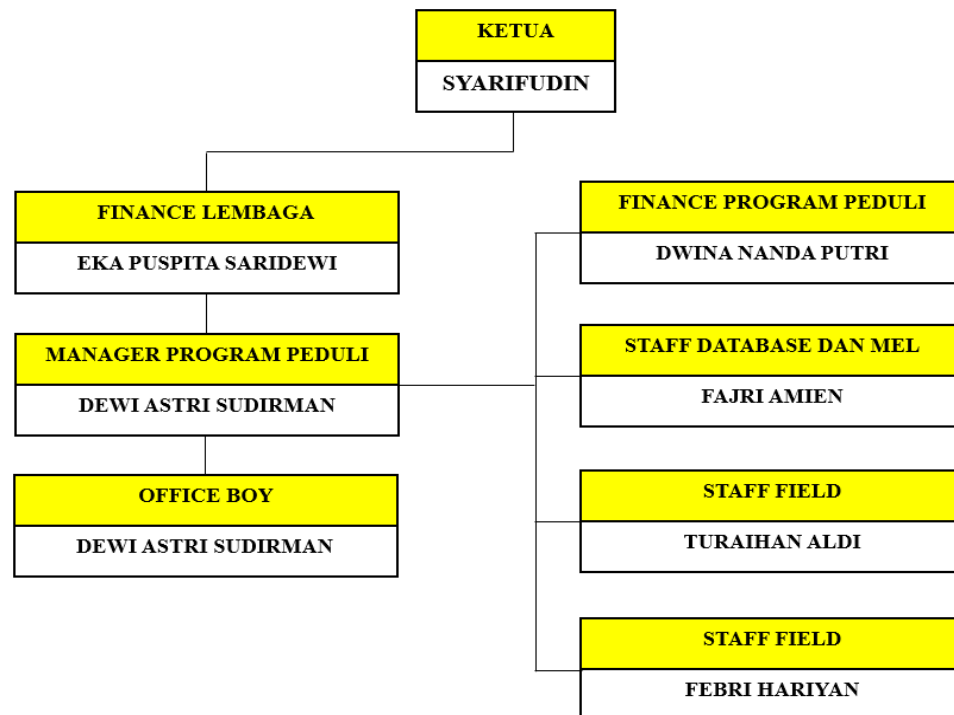 KETUA
SYARIFUDIN
FINANCE LEMBAGA
EKA PUSPITA SARIDEWI
MANAGER PROGRAM PEDULI
DEWI ASTRI SUDIRMAN
OFFICE BOY
DEWI ASTRI SUDIRMAN
FINANCE PROGRAM PEDULI
DWINA NANDA PUTRI
STAFF DATABASE DAN MEL
FAJRI AMIEN
STAFF FIELD
TURAIHAN ALDI
STAFF FIELD
FEBRI HARIYAN